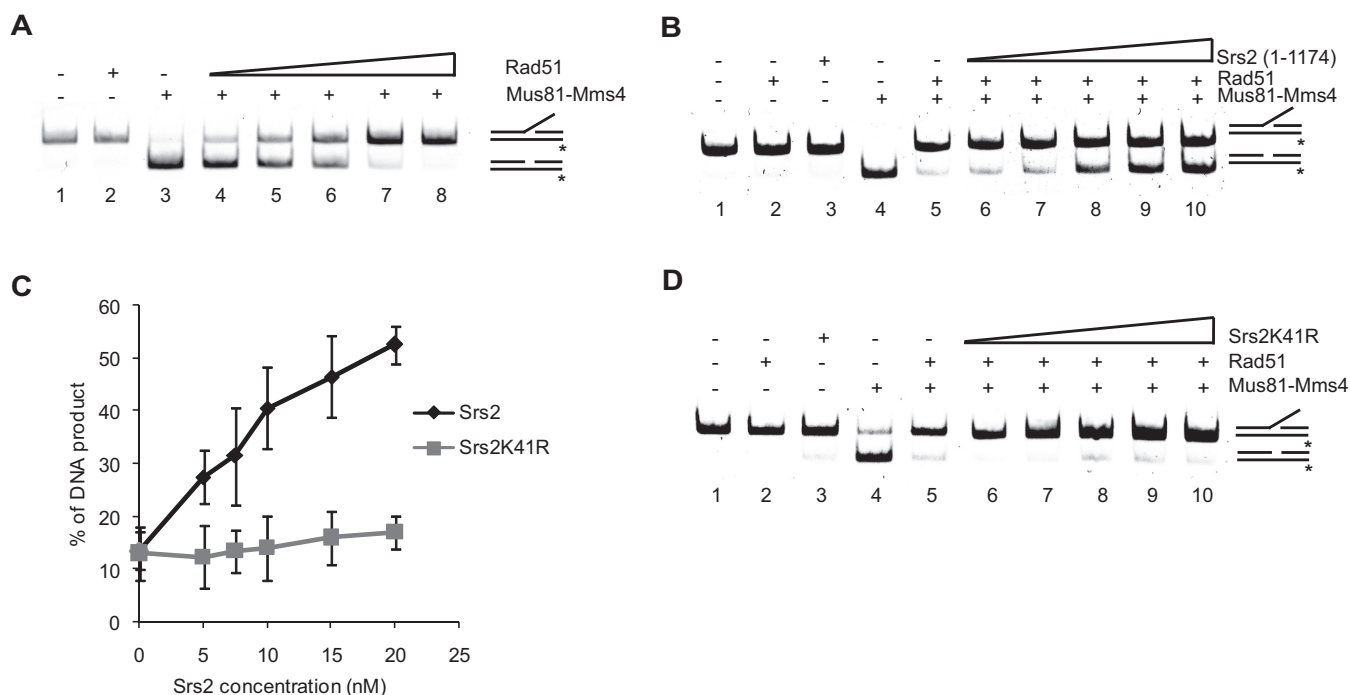 A
- + - Rad51
- - + + + + + + Mus81-Mms4
*
*
1 2 3 4 5 6 7 8
B
- - + - - Srs2 (1-1174)
- + - - + + + + + + Rad51
- - - + + + + + + + Mus81-Mms4
*
*
1 2 3 4 5 6 7 8 9 10
C
% of DNA product
60
50
40
30
20
10
0
0 5 10 15 20 25
Srs2 concentration (nM)
Srs2
Srs2K41R
D
- - + - - Srs2K41R
- + - - + + + + + + Rad51
- - - + + + + + + + Mus81-Mms4
*
*
1 2 3 4 5 6 7 8 9 10